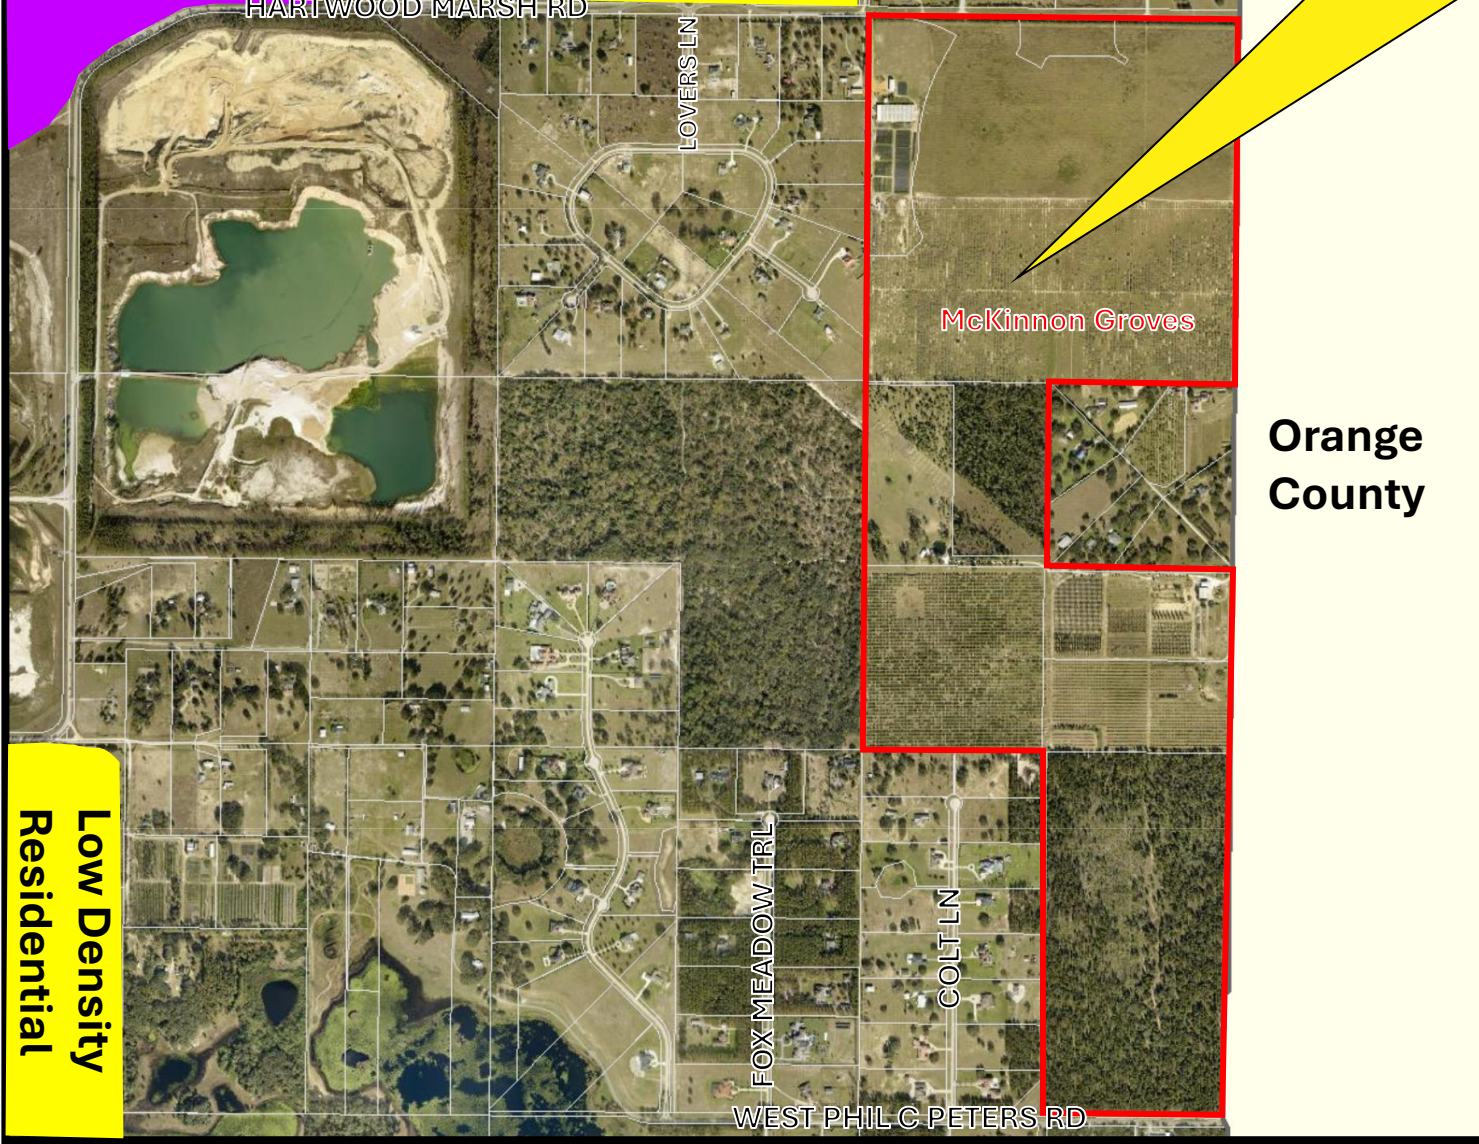 HARTWOOD MARSH RD
LOVERS LN
McKinnon Groves
Orange
County
Low Density
Residential
FOX MEADOW TRL
COLT LN
WEST PHIL C PETERS RD